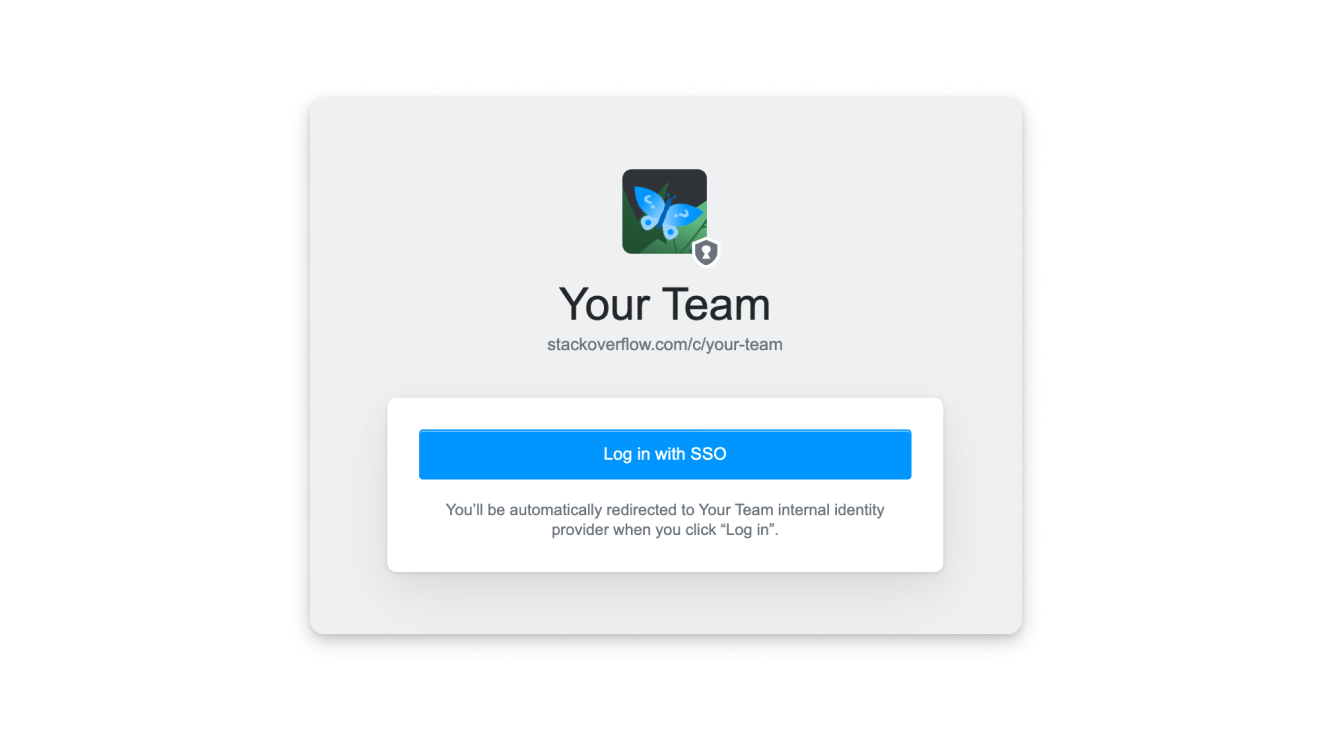 Your Team
stackoverflow.com/c/your-team
Log in with SSO
You’ll be automatically redirected to Your Team internal identity
provider when you click “Log in”.